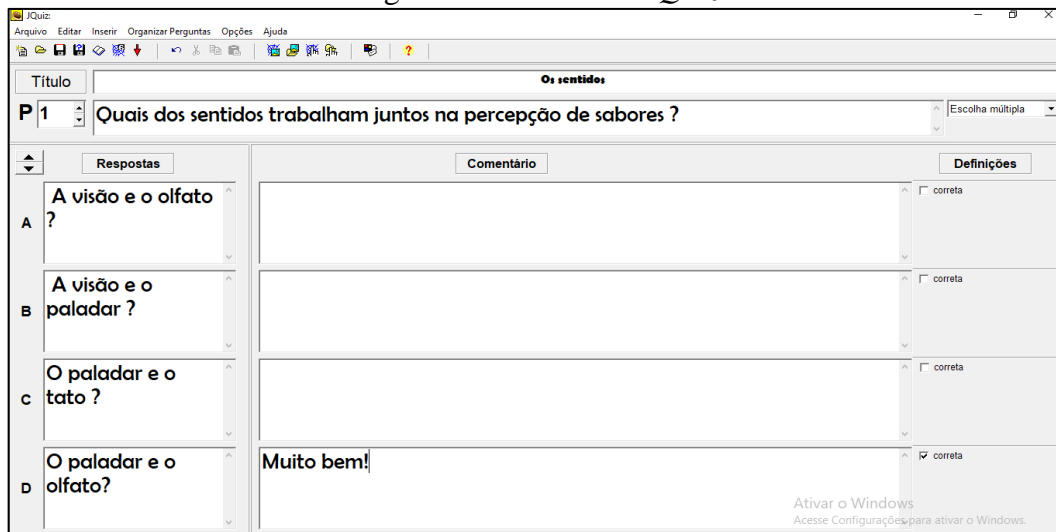 JQuiz:
Arquivo Editar Inserir Organizar Perguntas Opções Ajuda
Título
Os sentidos
P 1
Quais dos sentidos trabalham juntos na percepção de sabores ?
Escolha múltipla
Respostas
Comentário
Definições
A
A visão e o olfato
?
correta
B
A visão e o
paladar ?
correta
C
O paladar e o
tato ?
correta
D
O paladar e o
olfato?
Muito bem!
correta
Ativar o Windows
Acesse Configurações para ativar o Windows.